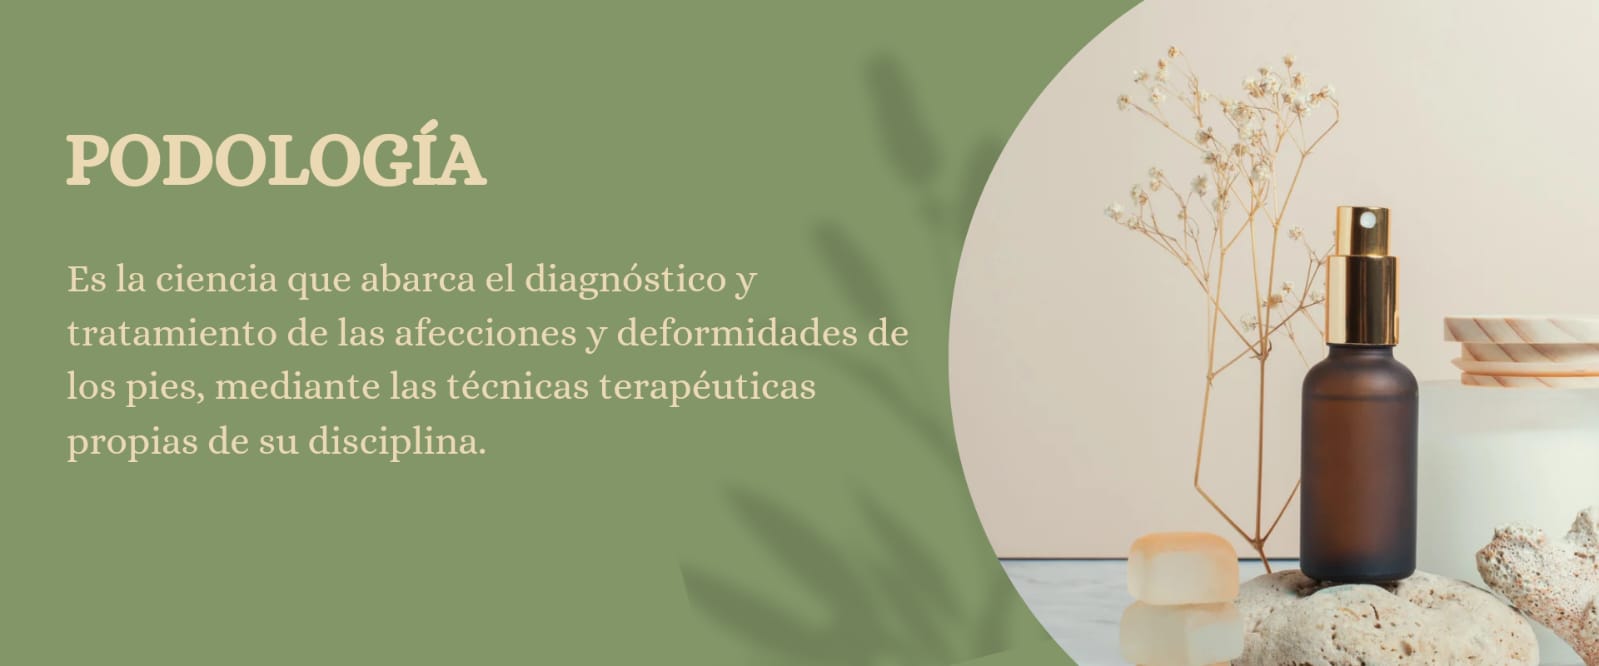 PODOLOGÍA
Es la ciencia que abarca el diagnóstico y
tratamiento de las afecciones y deformidades de
los pies, mediante las técnicas terapéuticas
propias de su disciplina.